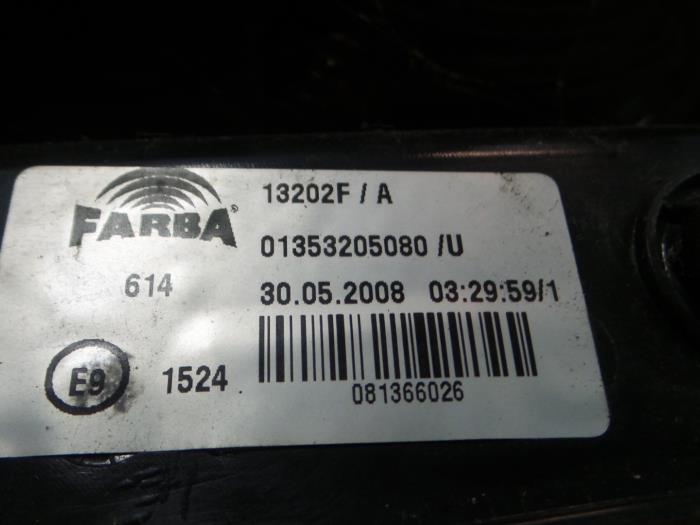 FARBA®
13202F / A
01353205080 /U
614
30.05.2008 03:29:59/1
E9 1524
081366026